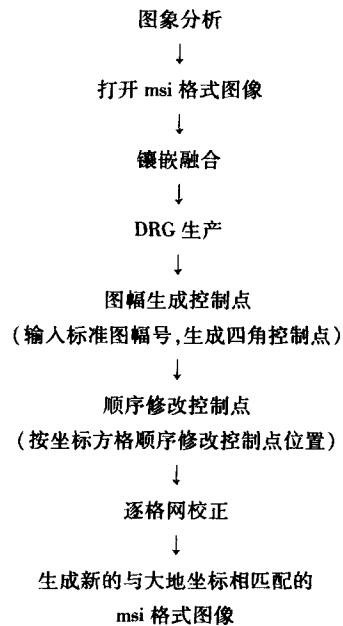 图象分析
打开 msi 格式图像
镶嵌融合
DRG 生产
图幅生成控制点
(输入标准图幅号,生成四角控制点)
顺序修改控制点
(按坐标方格顺序修改控制点位置)
逐格网校正
生成新的与大地坐标相匹配的
msi 格式图像